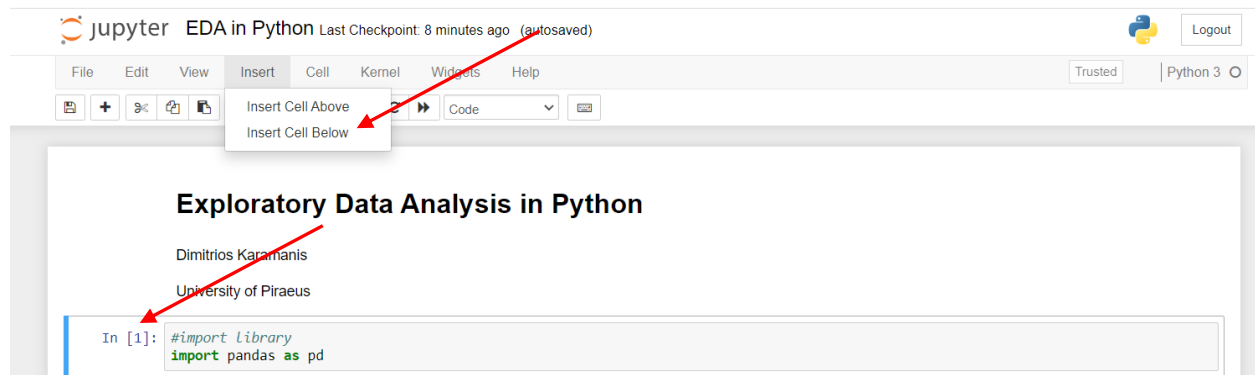 jupyter EDA in Python Last Checkpoint: 8 minutes ago (autosaved) Logout
File Edit View Insert Cell Kernel Widgets Help Trusted Python 3
Insert Cell Above Code
Insert Cell Below
Exploratory Data Analysis in Python
Dimitrios Karamanis
University of Piraeus
In [1]: #import library
import pandas as pd